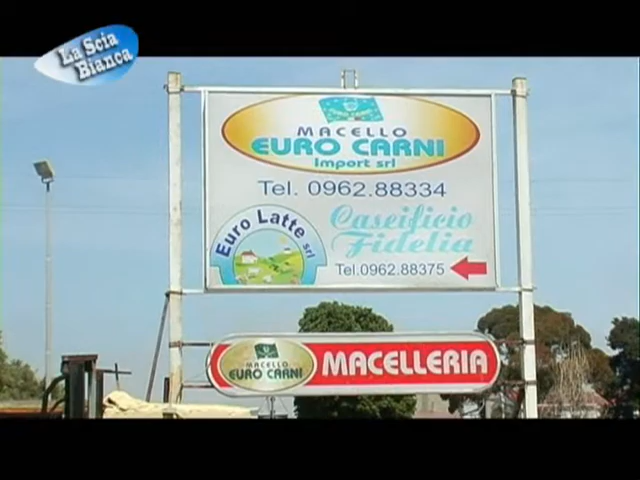 La Scia
Bianca
MACELLO
EURO CARNI
Import srl
Tel. 0962.88334
Euro Latte srl
Caseificio
Fidelia
Tel.0962.88375
MACELLO
EURO CARNI
MACELLERIA